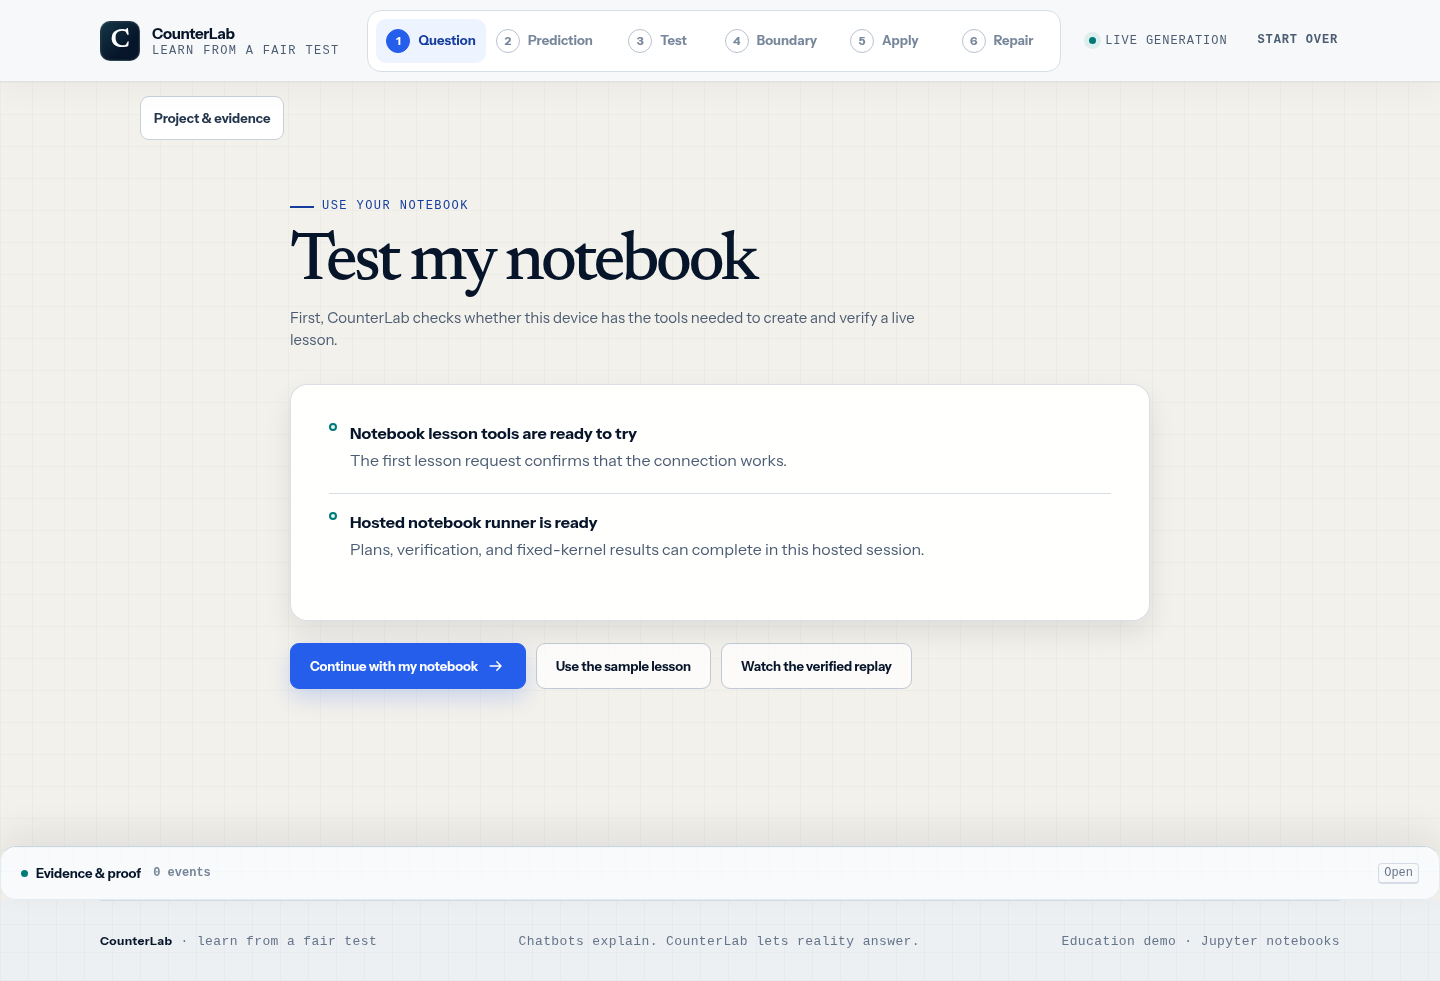 C
CounterLab
LEARN FROM A FAIR TEST
1 Question
2 Prediction
3 Test
4 Boundary
5 Apply
6 Repair
LIVE GENERATION
START OVER
Project & evidence
USE YOUR NOTEBOOK
Test my notebook
First, CounterLab checks whether this device has the tools needed to create and verify a live
lesson.
Notebook lesson tools are ready to try
The first lesson request confirms that the connection works.
Hosted notebook runner is ready
Plans, verification, and fixed-kernel results can complete in this hosted session.
Continue with my notebook →
Use the sample lesson
Watch the verified replay
Evidence & proof 0 events
Open
CounterLab · learn from a fair test
Chatbots explain. CounterLab lets reality answer.
Education demo · Jupyter notebooks